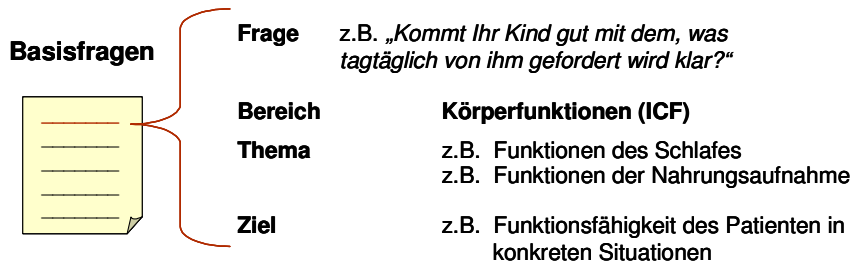 Basisfragen
Frage z.B. „Kommt Ihr Kind gut mit dem, was
tagtäglich von ihm gefordert wird klar?“
Bereich Körperfunktionen (ICF)
Thema z.B. Funktionen des Schlafes
z.B. Funktionen der Nahrungsaufnahme
Ziel z.B. Funktionsfähigkeit des Patienten in
konkreten Situationen